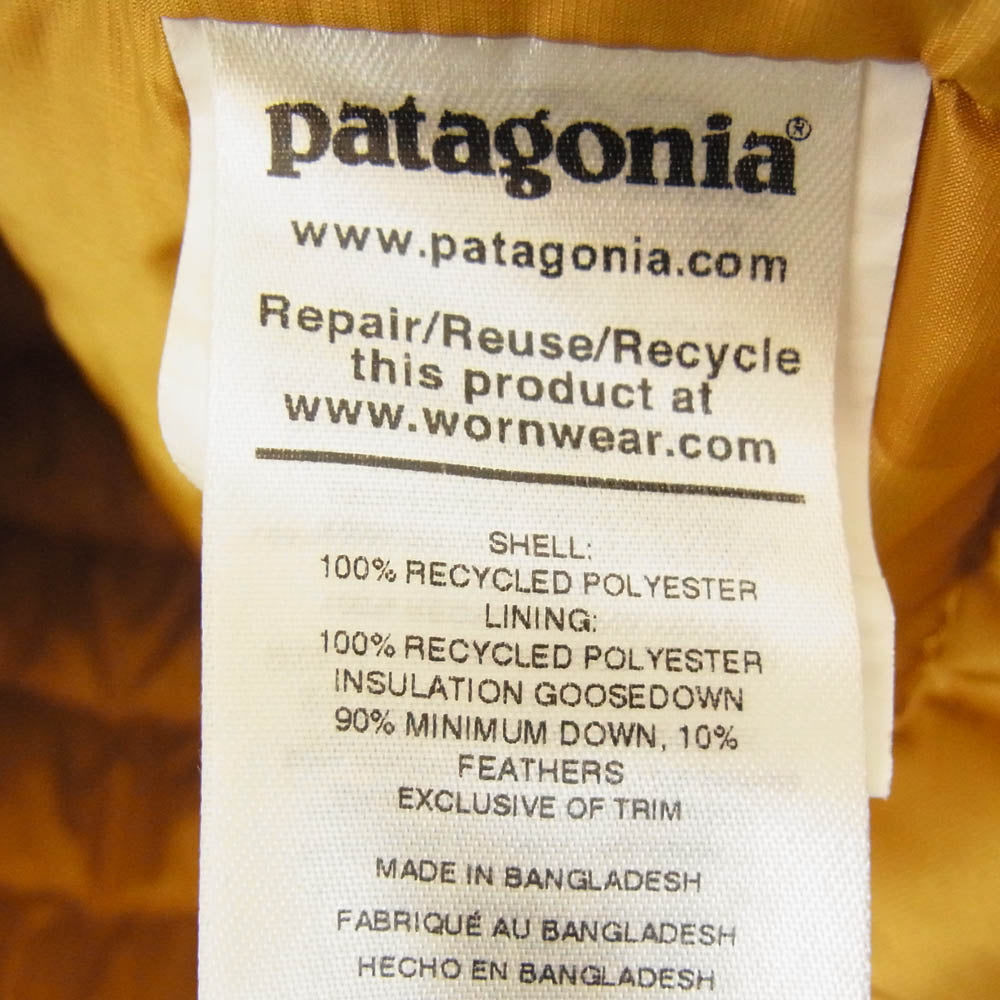 patagonia®
www.patagonia.com
Repair/Reuse/Recycle
this product at
www.wornwear.com
SHELL:
100% RECYCLED POLYESTER
LINING:
100% RECYCLED POLYESTER
INSULATION GOOSEDOWN
90% MINIMUM DOWN, 10%
FEATHERS
EXCLUSIVE OF TRIM
MADE IN BANGLADESH
FABRIQUÉ AU BANGLADESH
HECHO EN BANGLADESH